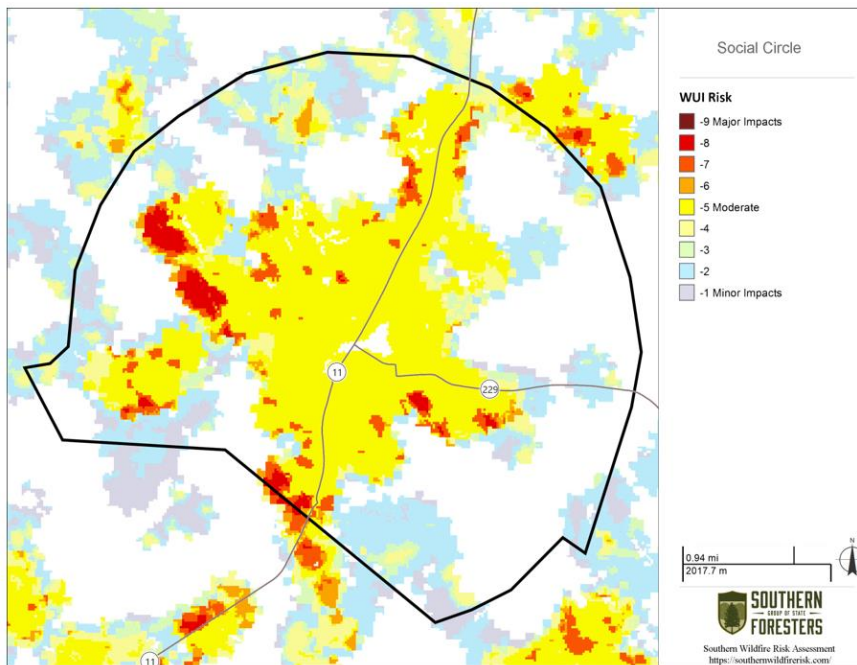 Social Circle
WUI Risk
-9 Major Impacts
-8
-7
-6
-5 Moderate
-4
-3
-2
-1 Minor Impacts
11
229
11
0.94 mi
2017.7 m
N
SOUTHERN
GROUP OF STATE
FORESTERS
Southern Wildfire Risk Assessment
https://southernwildfirerisk.com/